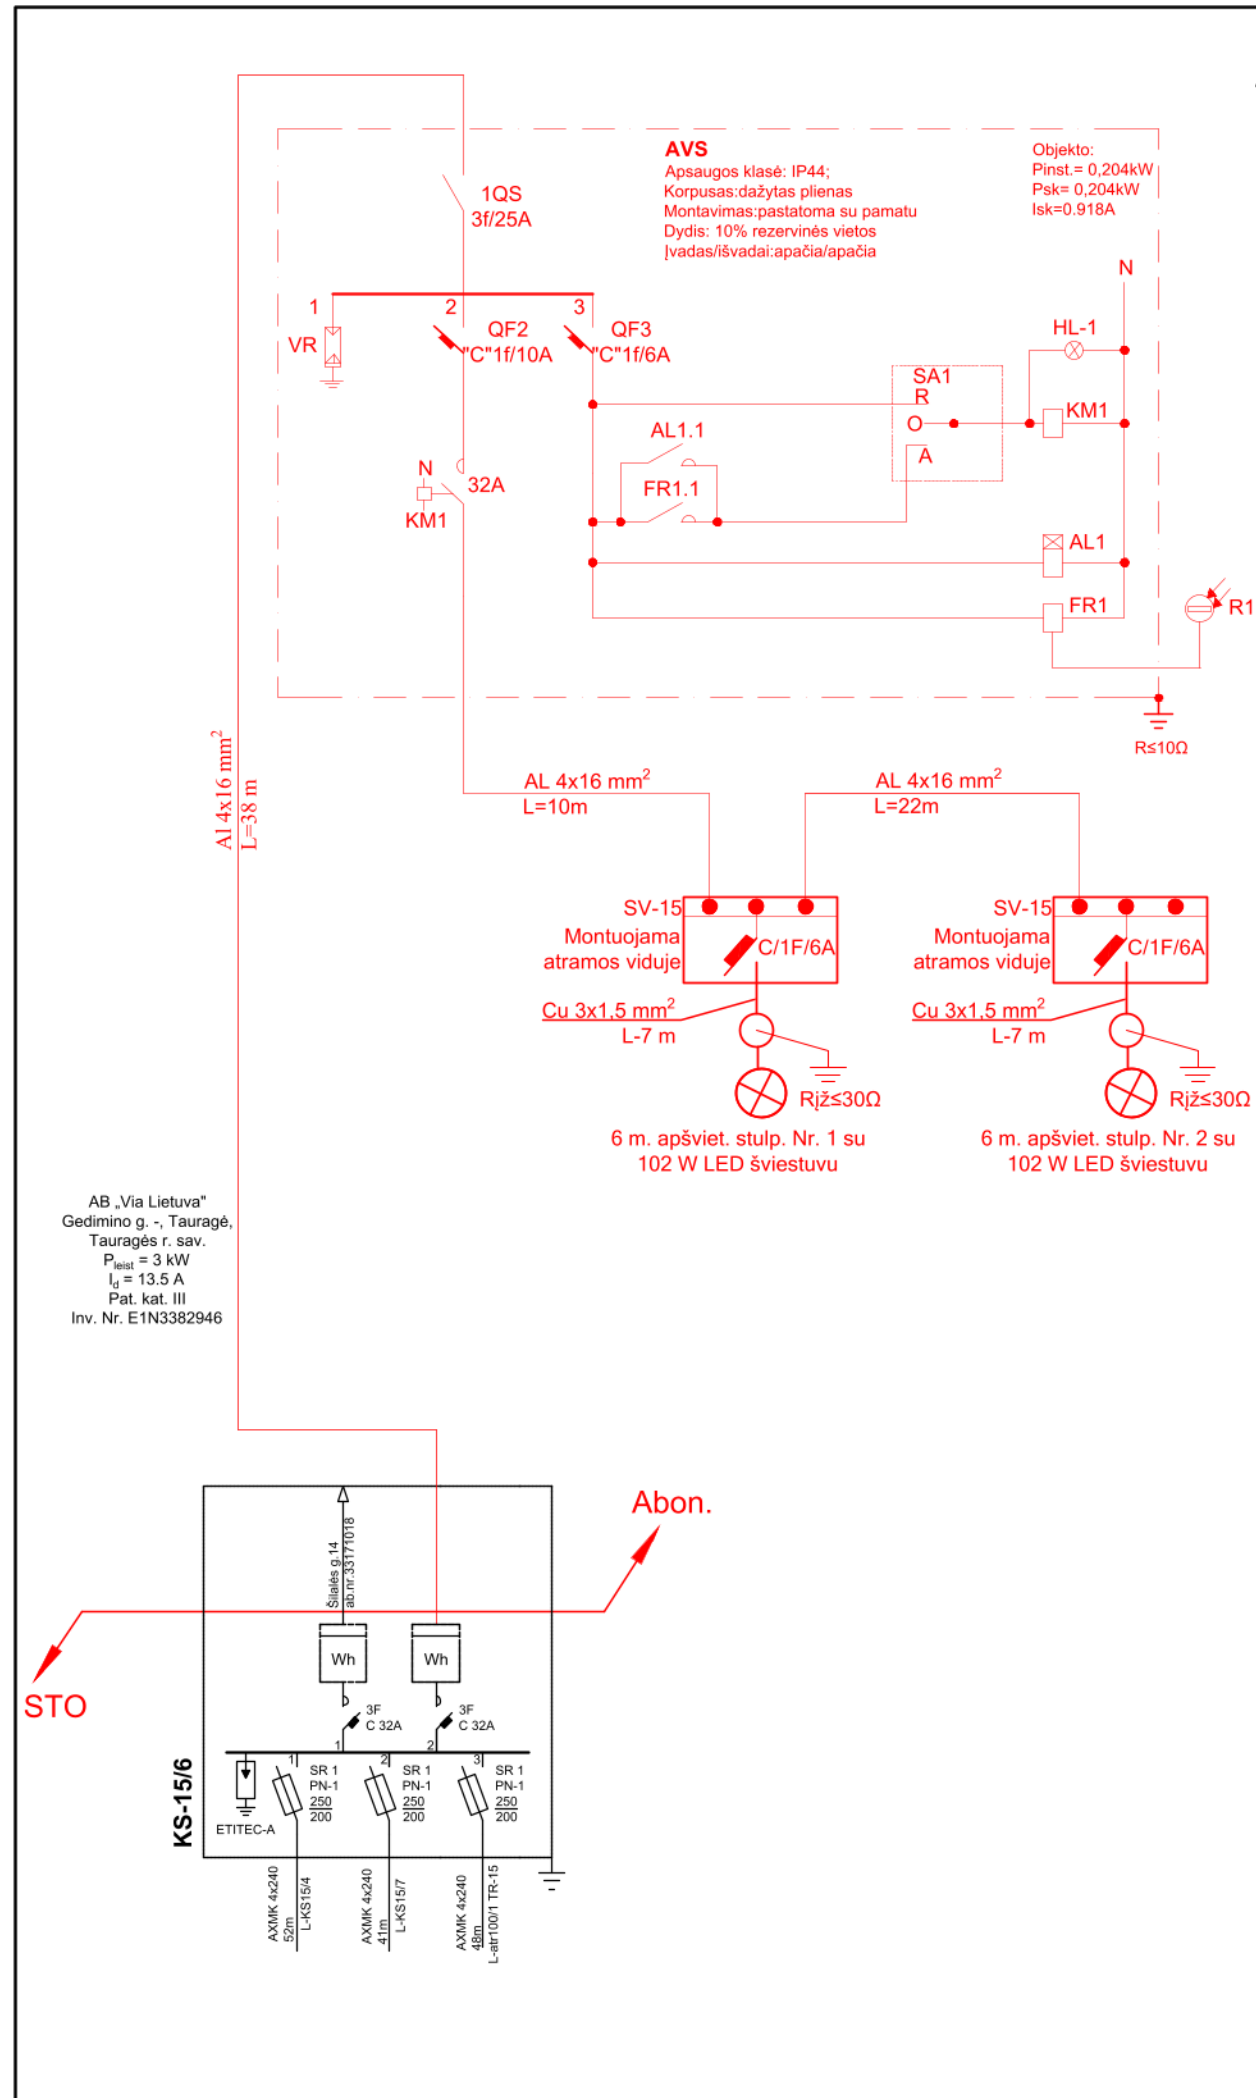 AVS
Apsaugos klasė: IP44;
Korpusas:dažytas plienas
Montavimas:pastatoma su pamatu
Dydis: 10% rezervinės vietos
Įvadas/išvadai:apačia/apačia
Objekto:
Pinst.= 0,204kW
Psk= 0,204kW
Isk=0.918A
1QS
3f/25A
1
2
3
VR
QF2
"C"1f/10A
QF3
"C"1f/6A
N
HL-1
SA1
R
O
A
KM1
AL1.1
FR1.1
N
32A
KM1
AL1
FR1
R1
R≤10Ω
Al 4x16 mm²
L=38 m
AL 4x16 mm²
L=10m
AL 4x16 mm²
L=22m
SV-15
Montuojama
atramos viduje
C/1F/6A
Cu 3x1,5 mm²
L-7 m
Rįž≤30Ω
6 m. apšviet. stulp. Nr. 1 su
102 W LED šviestuvu
SV-15
Montuojama
atramos viduje
C/1F/6A
Cu 3x1,5 mm²
L-7 m
Rįž≤30Ω
6 m. apšviet. stulp. Nr. 2 su
102 W LED šviestuvu
AB „Via Lietuva"
Gedimino g. -, Tauragė,
Tauragės r. sav.
Pleist = 3 kW
Id = 13.5 A
Pat. kat. III
Inv. Nr. E1N3382946
Abon.
STO
Šilalės g.14
ab.nr.33171018
Wh
Wh
3F
C 32A
3F
C 32A
1
2
KS-15/6
ETITEC-A
1
SR 1
PN-1
250
200
2
SR 1
PN-1
250
200
3
SR 1
PN-1
250
200
AXMK 4x240
52m
L-KS15/4
AXMK 4x240
41m
L-KS15/7
AXMK 4x240
48m
L-atr100/1 TR-15